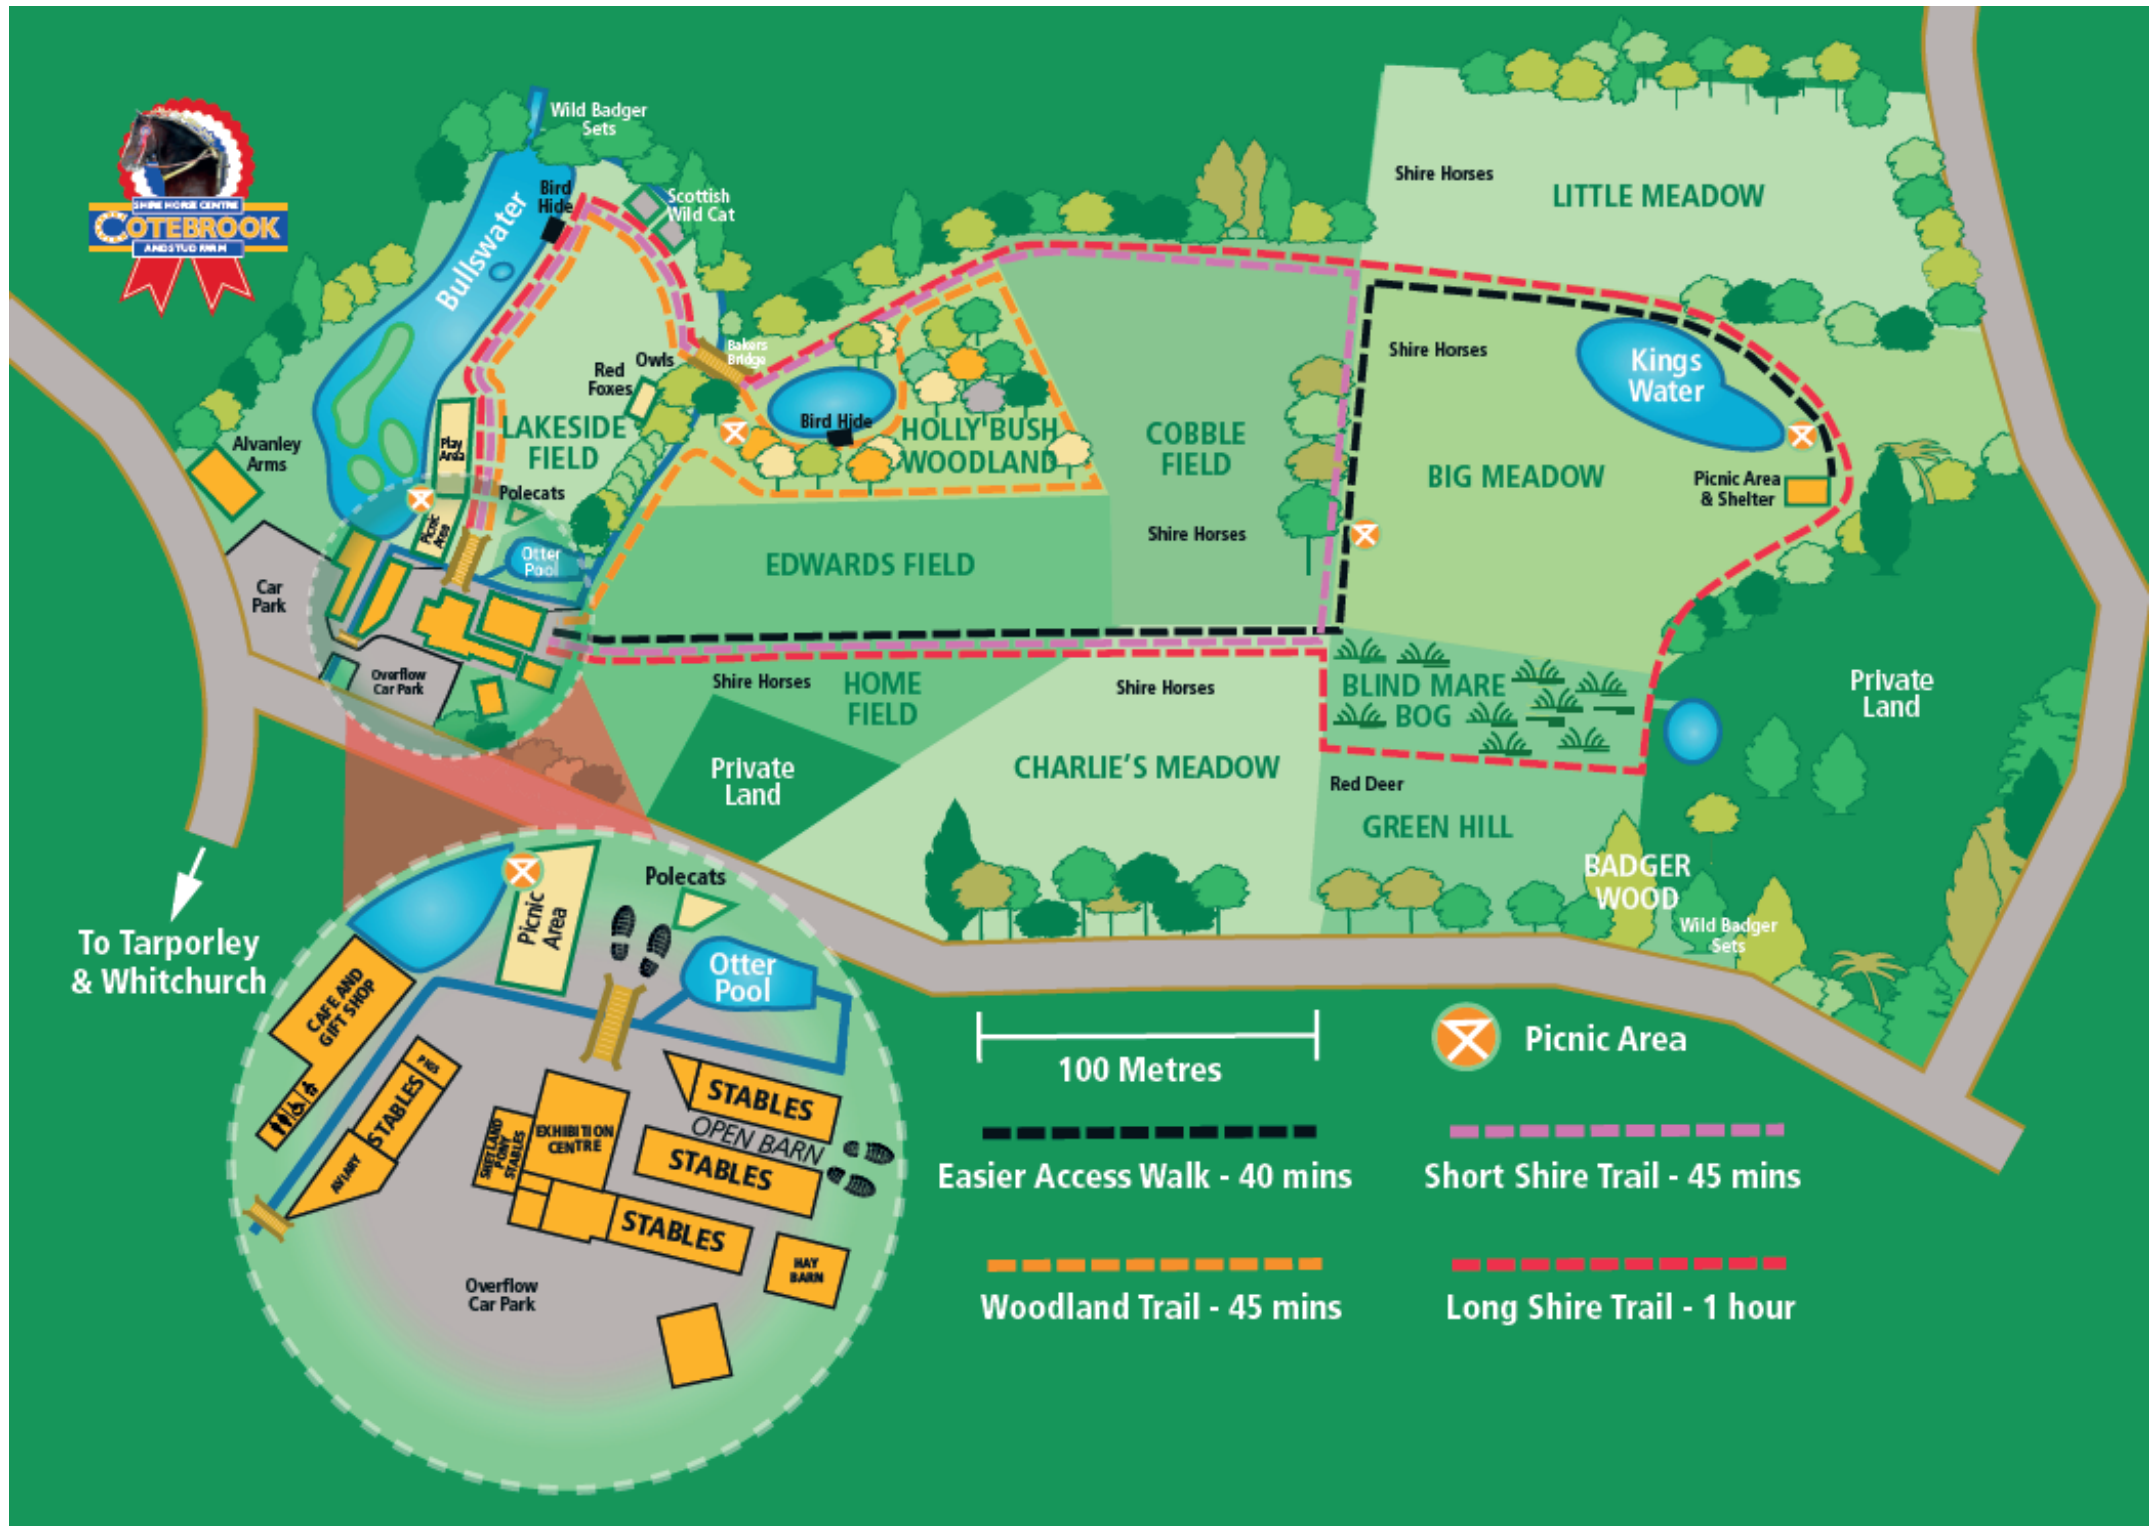 SHIRE HORSE CENTRE
COTEBROOK
AND STUD FARM
Wild Badger
Sets
Bird
Hide
Scottish
Wild Cat
Bullswater
Bakers
Bridge
Owls
Red
Foxes
LAKESIDE
FIELD
Play
Area
Picnic
Area
Polecats
Otter
Pool
Alvanley
Arms
Car
Park
Overflow
Car Park
Bird Hide
HOLLY BUSH
WOODLAND
EDWARDS FIELD
COBBLE
FIELD
Shire Horses
Shire Horses
LITTLE MEADOW
Shire Horses
Kings
Water
BIG MEADOW
Picnic Area
& Shelter
Shire Horses
HOME
FIELD
Shire Horses
Private
Land
CHARLIE'S MEADOW
BLIND MARE
BOG
Red Deer
GREEN HILL
Private
Land
BADGER
WOOD
Wild Badger
Sets
To Tarporley
& Whitchurch
Picnic
Area
Polecats
Otter
Pool
CAFE AND
GIFT SHOP
PIGS
STABLES
AVIARY
SHETLAND
PONY
STABLES
EXHIBITION
CENTRE
STABLES
OPEN BARN
STABLES
STABLES
HAY
BARN
Overflow
Car Park
100 Metres
Picnic Area
Easier Access Walk - 40 mins
Short Shire Trail - 45 mins
Woodland Trail - 45 mins
Long Shire Trail - 1 hour